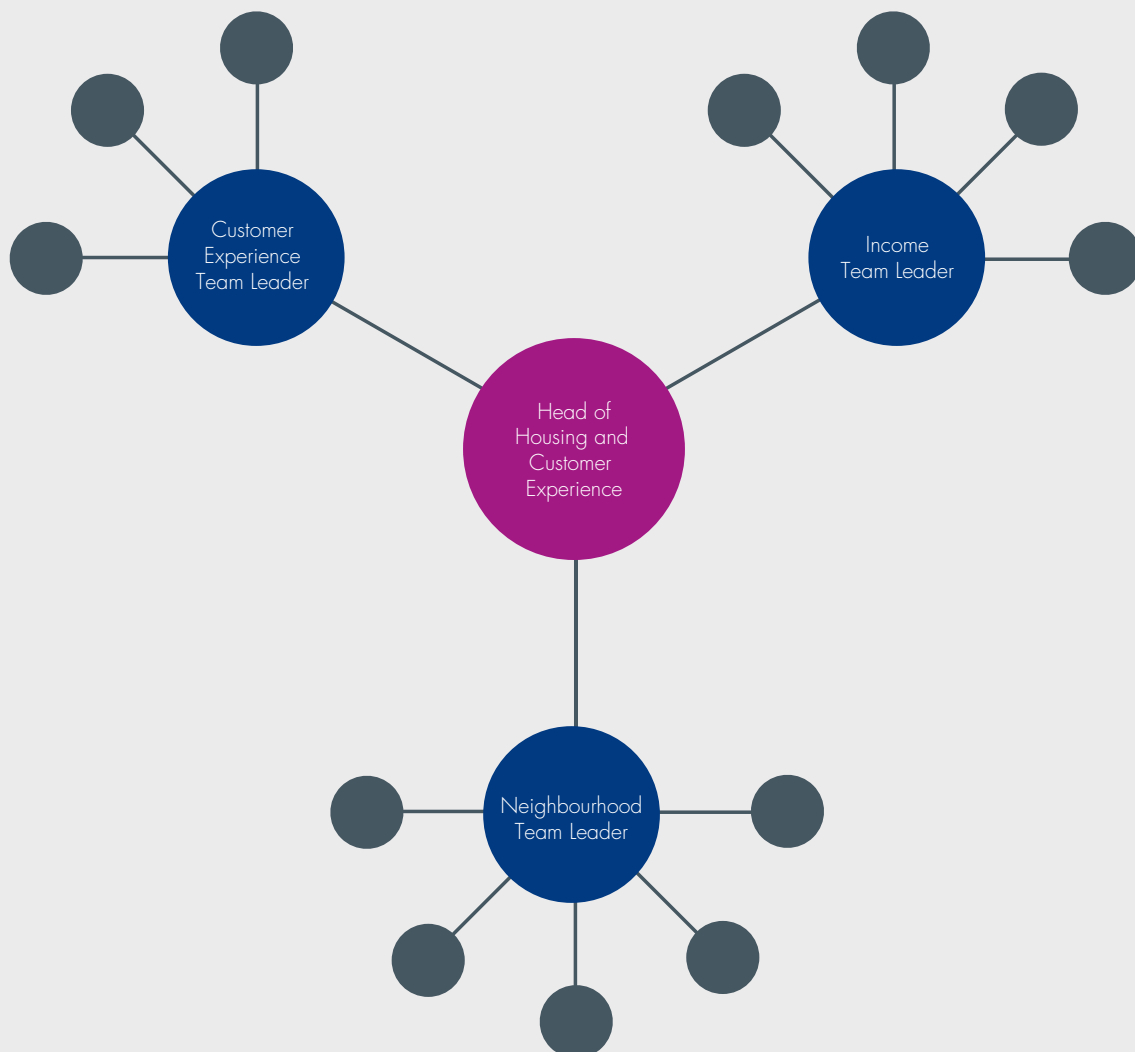 Customer
Experience
Team Leader
Income
Team Leader
Head of
Housing and
Customer
Experience
Neighbourhood
Team Leader